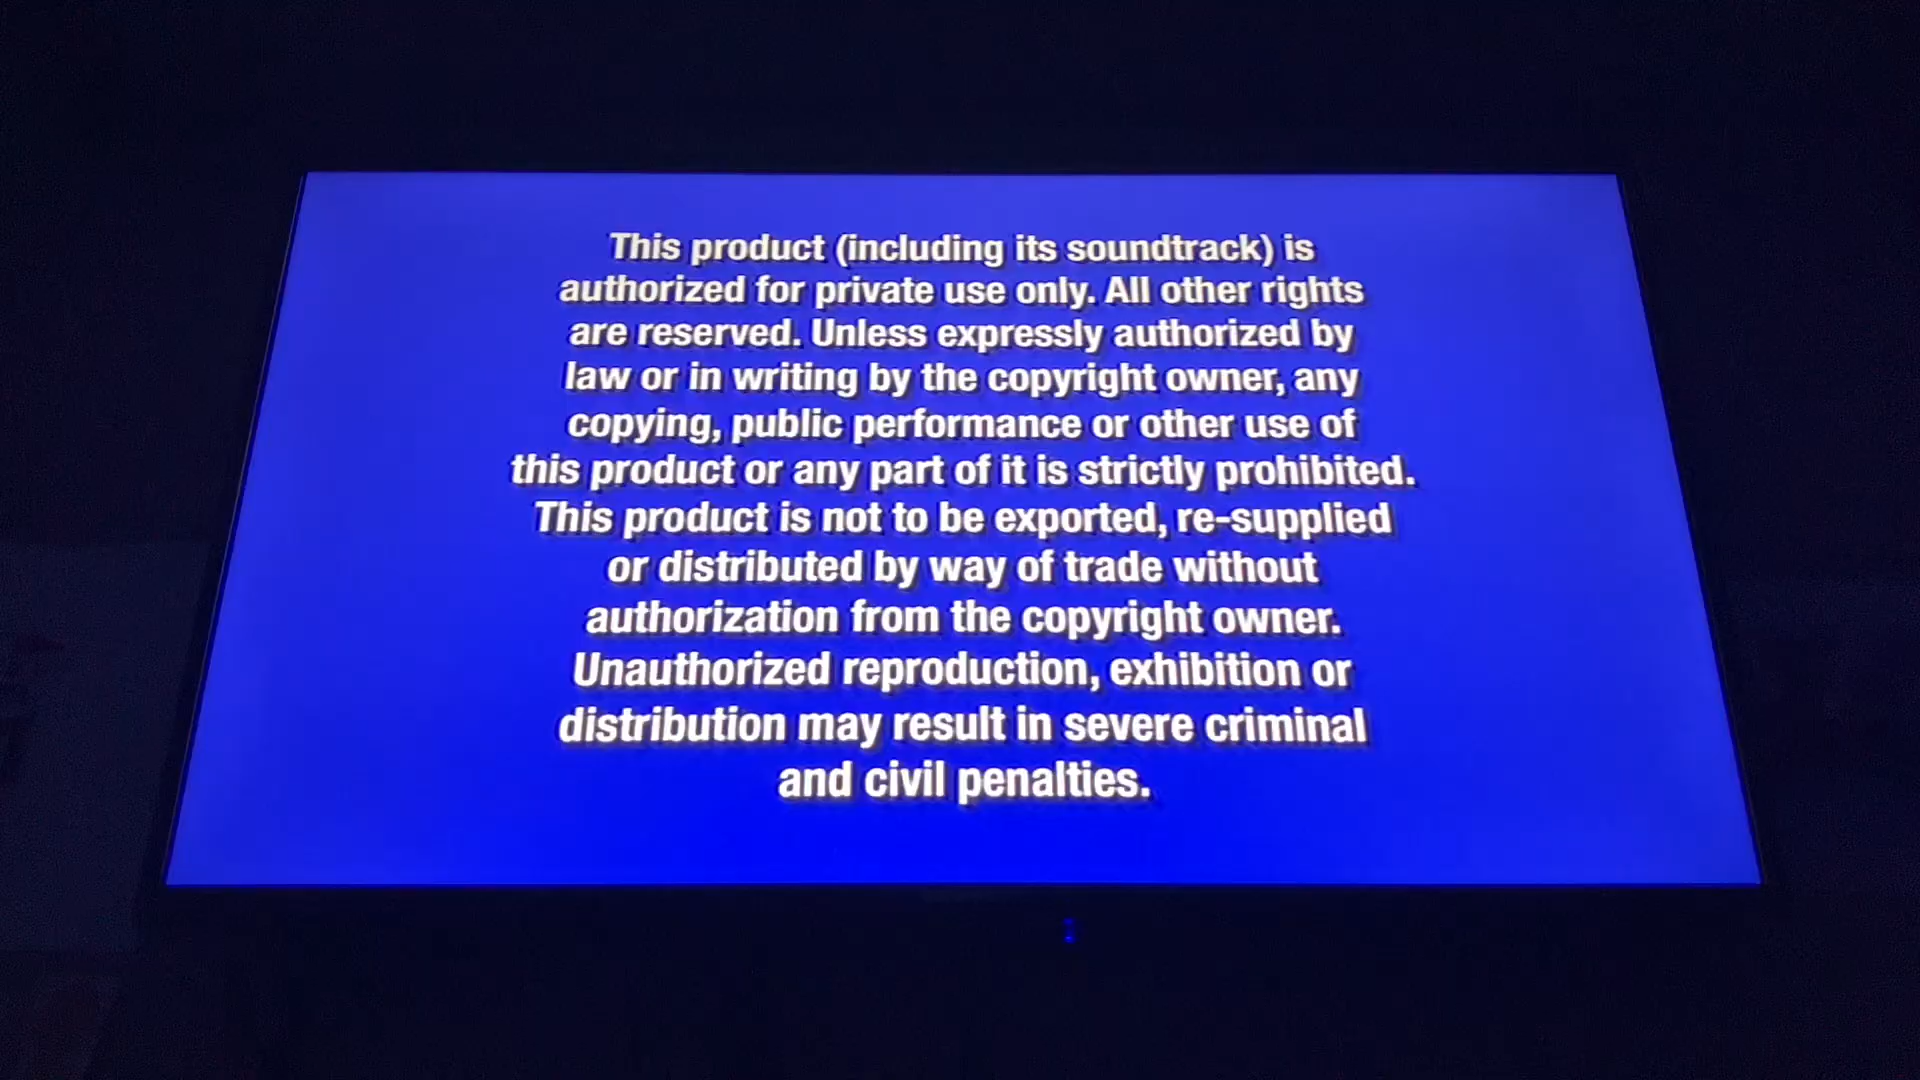 This product (including its soundtrack) is
authorized for private use only. All other rights
are reserved. Unless expressly authorized by
law or in writing by the copyright owner, any
copying, public performance or other use of
this product or any part of it is strictly prohibited.
This product is not to be exported, re-supplied
or distributed by way of trade without
authorization from the copyright owner.
Unauthorized reproduction, exhibition or
distribution may result in severe criminal
and civil penalties.